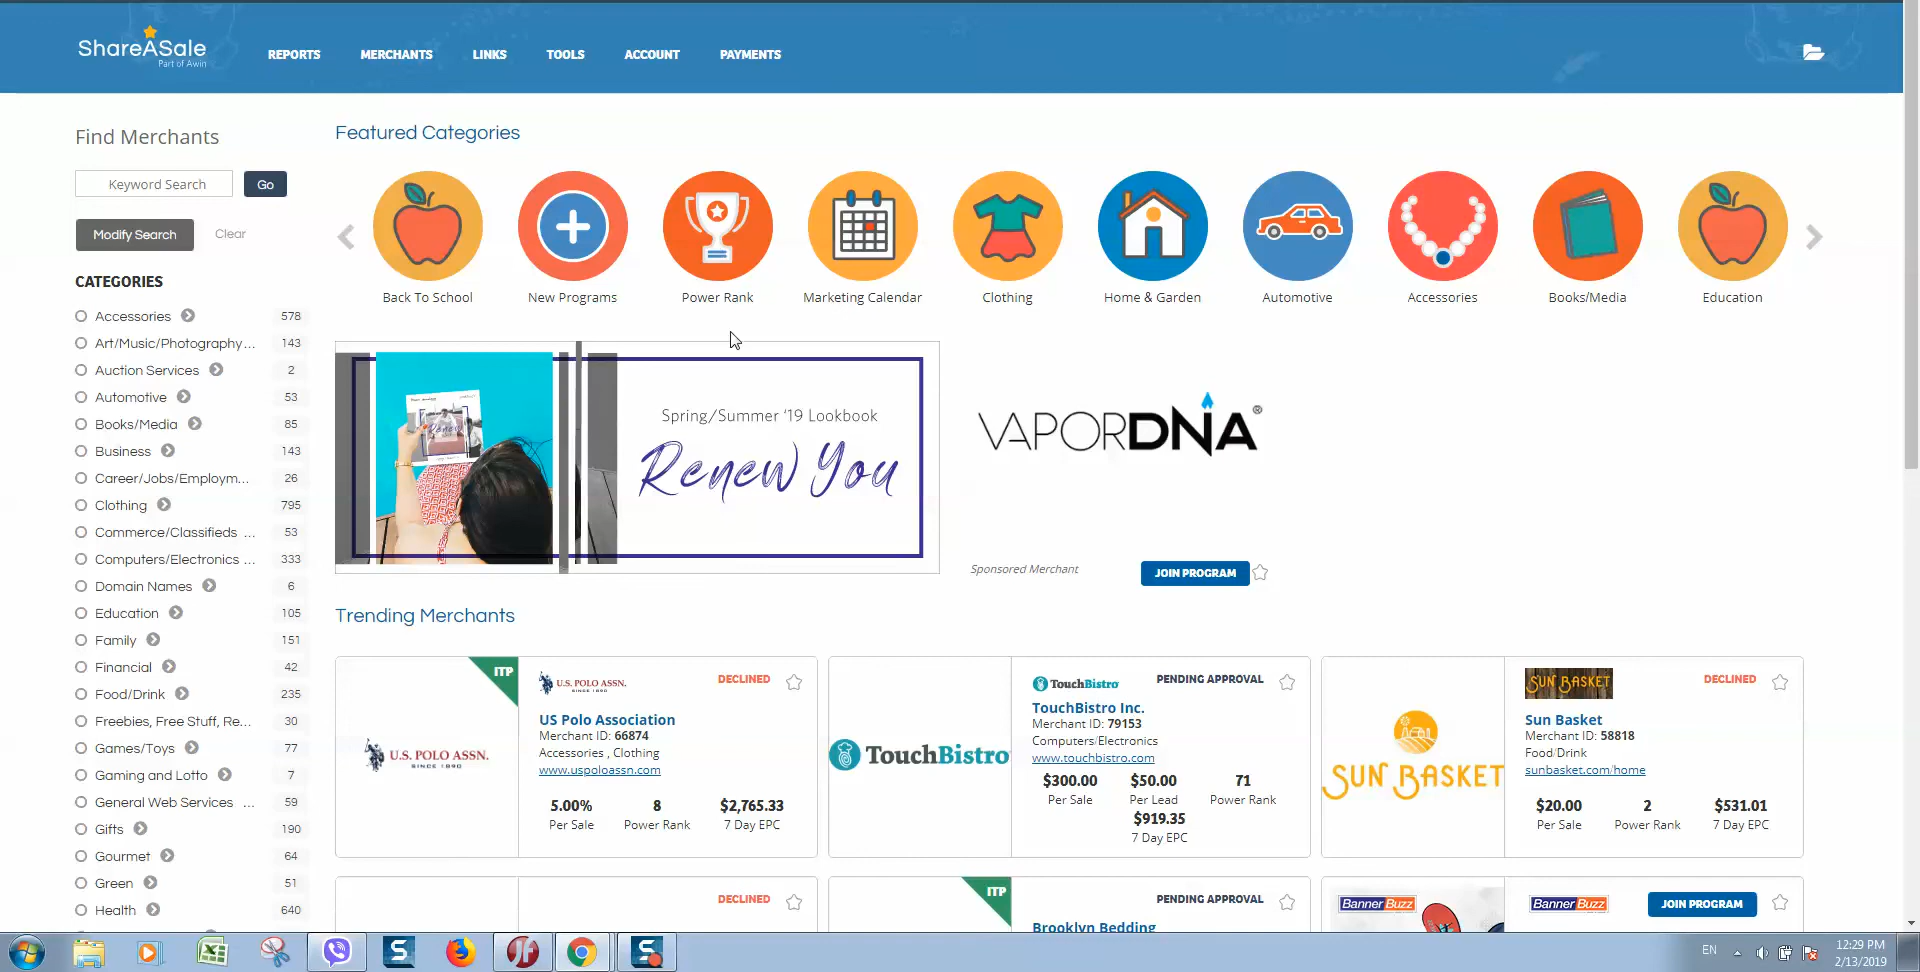 ShareASale
Part of Awin
REPORTS
MERCHANTS
LINKS
TOOLS
ACCOUNT
PAYMENTS
Find Merchants
Keyword Search
Go
Modify Search
Clear
CATEGORIES
Accessories 578
Art/Music/Photography... 143
Auction Services 2
Automotive 53
Books/Media 85
Business 143
Career/Jobs/Employm... 26
Clothing 795
Commerce/Classifieds ... 53
Computers/Electronics ... 333
Domain Names 6
Education 105
Family 151
Financial 42
Food/Drink 235
Freebies, Free Stuff, Re... 30
Games/Toys 77
Gaming and Lotto 7
General Web Services ... 59
Gifts 190
Gourmet 64
Green 51
Health 640
Featured Categories
Back To School
New Programs
Power Rank
Marketing Calendar
Clothing
Home & Garden
Automotive
Accessories
Books/Media
Education
Spring/Summer '19 Lookbook
Renew You
VAPORDNA®
Sponsored Merchant
JOIN PROGRAM
Trending Merchants
ITP
U.S. POLO ASSN.
SINCE 1890
U.S. POLO ASSN.
SINCE 1890
DECLINED
US Polo Association
Merchant ID: 66874
Accessories , Clothing
www.uspoloassn.com
5.00% 8 $2,765.33
Per Sale Power Rank 7 Day EPC
TouchBistro
TouchBistro
PENDING APPROVAL
TouchBistro Inc.
Merchant ID: 79153
Computers/Electronics
www.touchbistro.com
$300.00 $50.00 71
Per Sale Per Lead Power Rank
$919.35
7 Day EPC
SUN BASKET
SUN BASKET
DECLINED
Sun Basket
Merchant ID: 58818
Food/Drink
sunbasket.com/home
$20.00 2 $531.01
Per Sale Power Rank 7 Day EPC
DECLINED
ITP
PENDING APPROVAL
Brooklyn Bedding
BannerBuzz
BannerBuzz
JOIN PROGRAM
EN
12:29 PM
2/13/2019